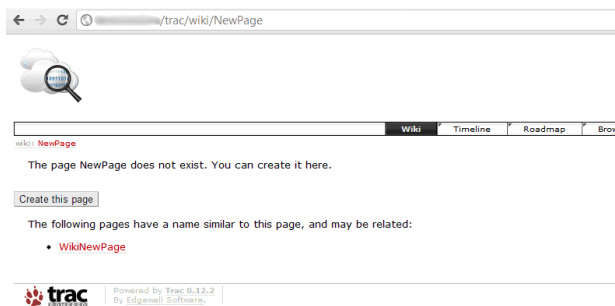 /trac/wiki/NewPage
Wiki Timeline Roadmap Brow
wiki: NewPage
The page NewPage does not exist. You can create it here.
Create this page
The following pages have a name similar to this page, and may be related:
WikiNewPage
trac Powered by Trac 0.12.2
By Edgewall Software.